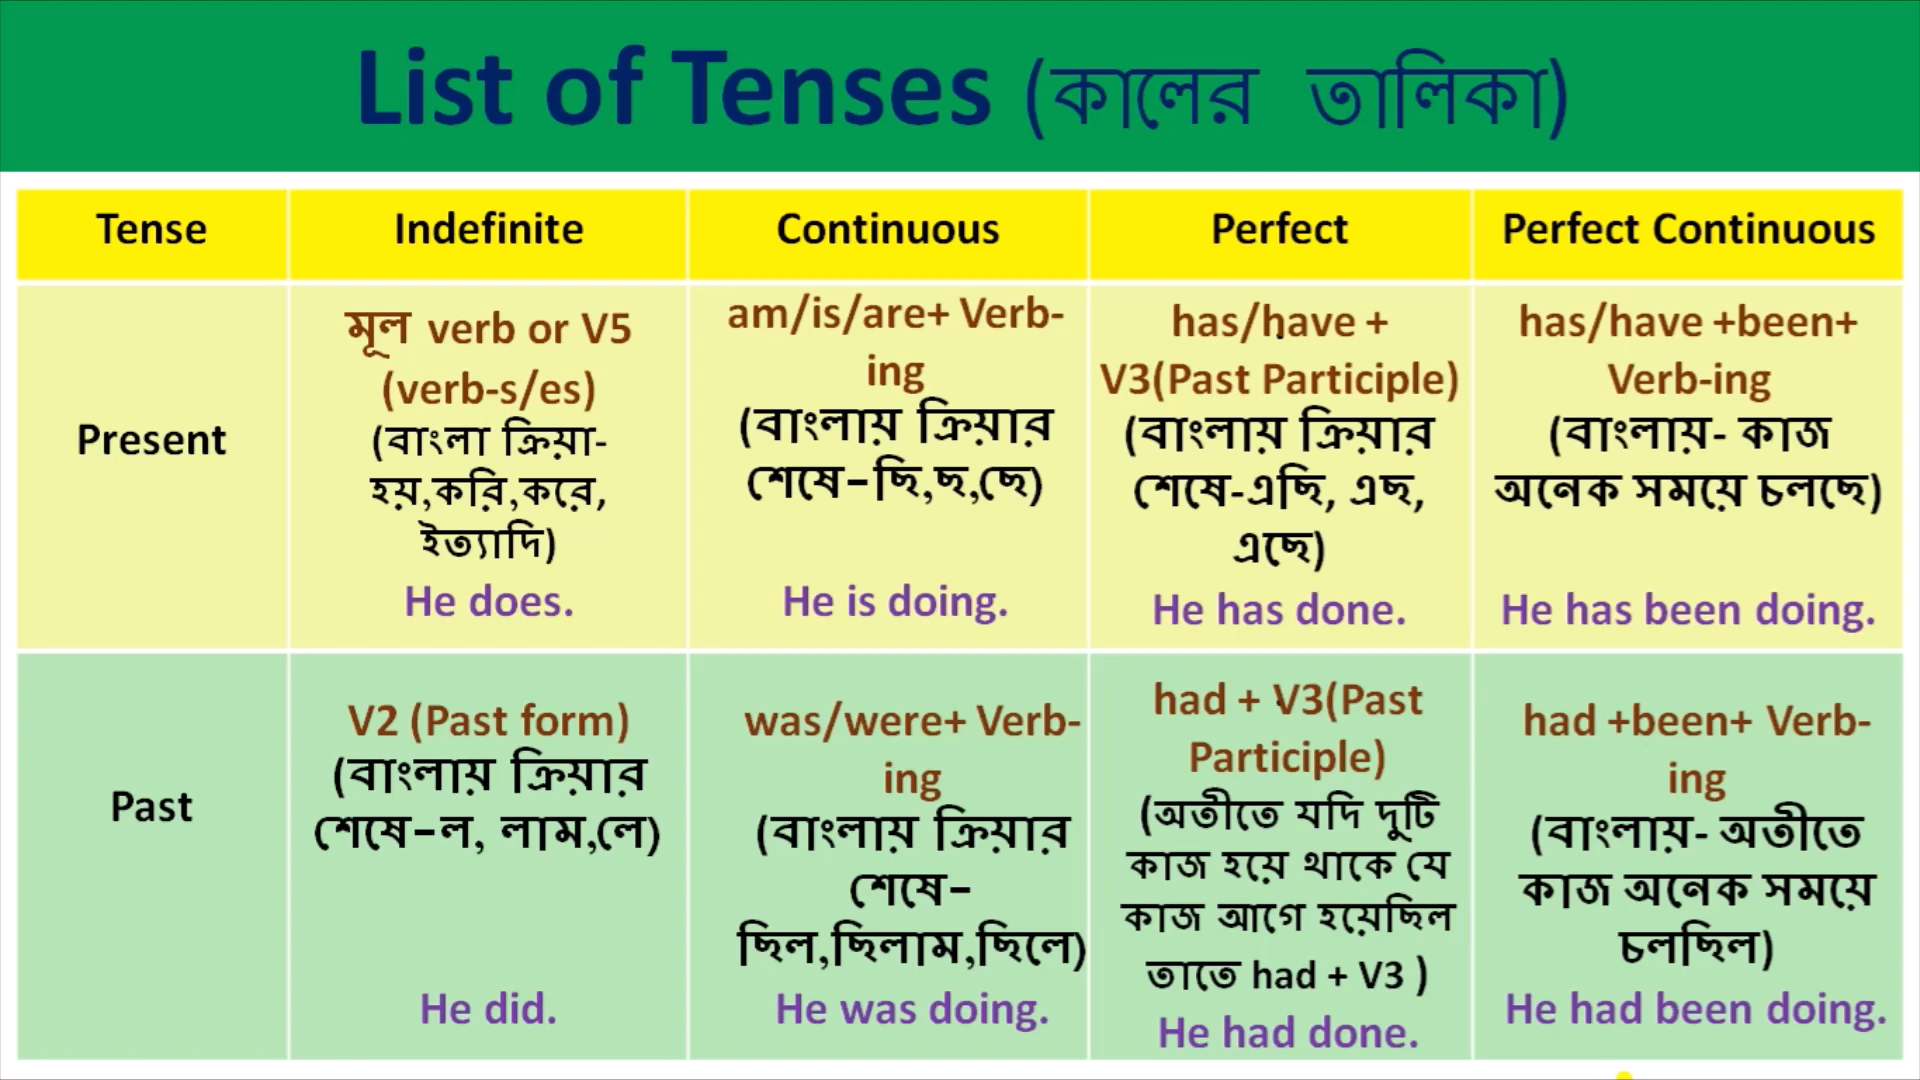 List of Tenses (কালের তালিকা)
Tense
Indefinite
Continuous
Perfect
Perfect Continuous
Present
মূল verb or V5
(verb-s/es)
(বাংলা ক্রিয়া-
হয়,করি,করে,
ইত্যাদি)
He does.
am/is/are+ Verb-
ing
(বাংলায় ক্রিয়ার
শেষে–ছি,ছ,ছে)
He is doing.
has/have +
V3(Past Participle)
(বাংলায় ক্রিয়ার
শেষে-এছি, এছ,
এছে)
He has done.
has/have +been+
Verb-ing
(বাংলায়- কাজ
অনেক সময়ে চলছে)
He has been doing.
Past
V2 (Past form)
(বাংলায় ক্রিয়ার
শেষে–ল, লাম,লে)
He did.
was/were+ Verb-
ing
(বাংলায় ক্রিয়ার
শেষে–
ছিল,ছিলাম,ছিলে)
He was doing.
had + V3(Past
Participle)
(অতীতে যদি দুটি
কাজ হয়ে থাকে যে
কাজ আগে হয়েছিল
তাতে had + V3 )
He had done.
had +been+ Verb-
ing
(বাংলায়- অতীতে
কাজ অনেক সময়ে
চলছিল)
He had been doing.